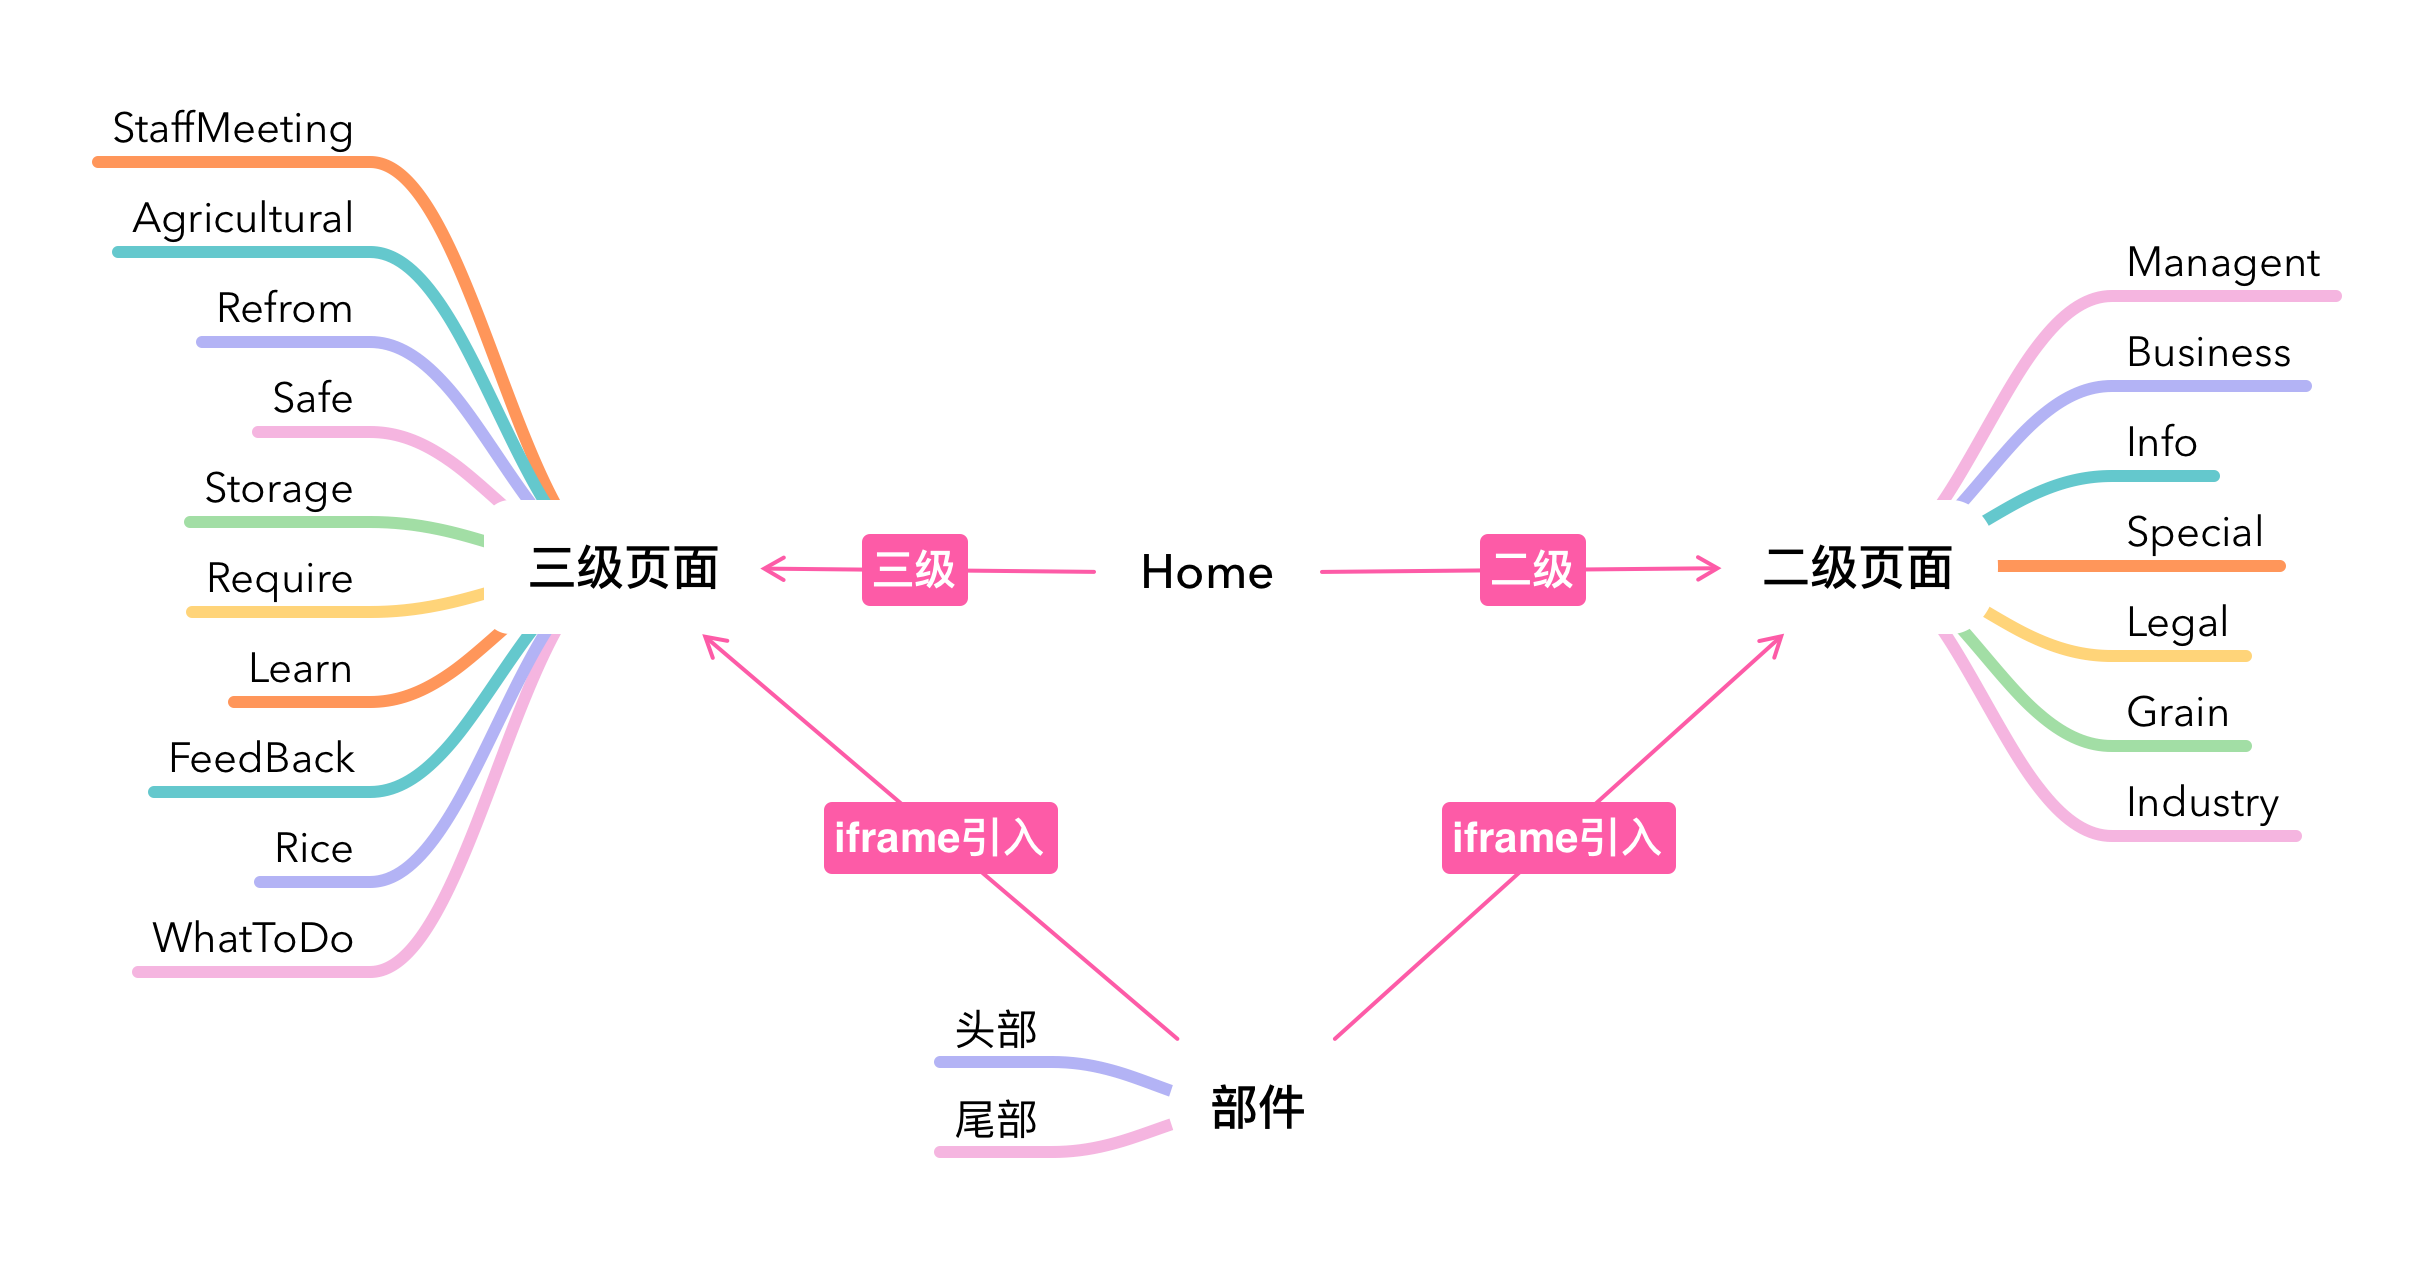 StaffMeeting
Agricultural
Refrom
Safe
Storage
Require
Learn
FeedBack
Rice
WhatToDo
三级页面
三级
Home
二级
二级页面
Managent
Business
Info
Special
Legal
Grain
Industry
iframe引入
iframe引入
头部
尾部
部件